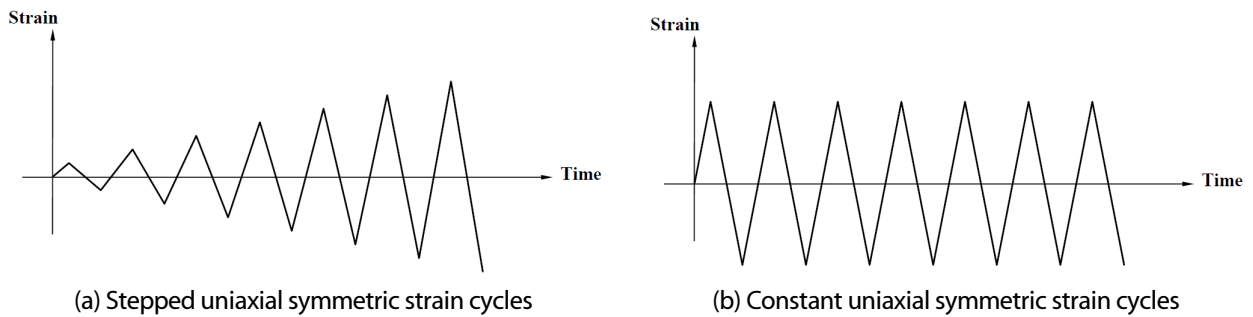 Strain
Time
(a) Stepped uniaxial symmetric strain cycles
Strain
Time
(b) Constant uniaxial symmetric strain cycles